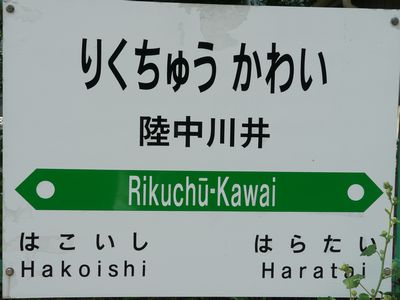 りくちゅう かわい
陸中川井
Rikuchū-Kawai
はこいし はらたい
Hakoishi Haratai